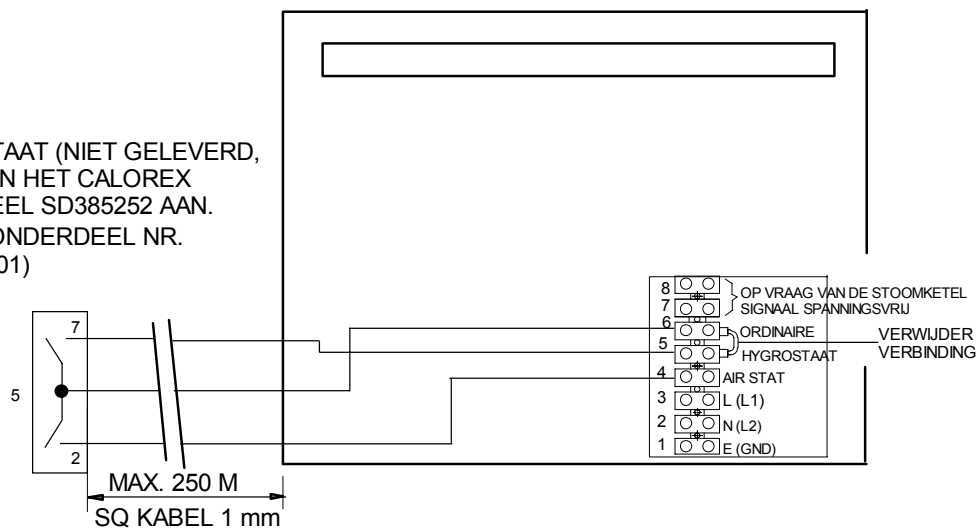 TAAT (NIET GELEVERD,
N HET CALOREX
EEL SD385252 AAN.
ONDERDEEL NR.
01)
8
7
6
5
4
3
2
1
OP VRAAG VAN DE STOOMKETEL
SIGNAAL SPANNINGSVRIJ
ORDINAIRE
HYGROSTAAT
AIR STAT
L (L1)
N (L2)
E (GND)
VERWIJDER
VERBINDING
7
5
2
MAX. 250 M
SQ KABEL 1 mm